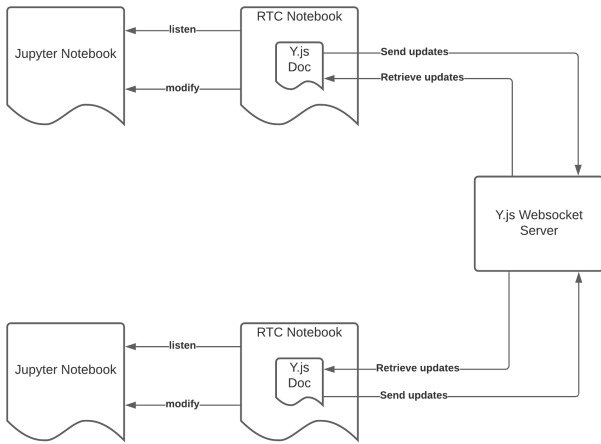 RTC Notebook
listen
Y.js
Doc
Send updates
Jupyter Notebook
Retrieve updates
modify
Y.js Websocket
Server
RTC Notebook
listen
Y.js
Doc
Jupyter Notebook
Retrieve updates
modify
Send updates